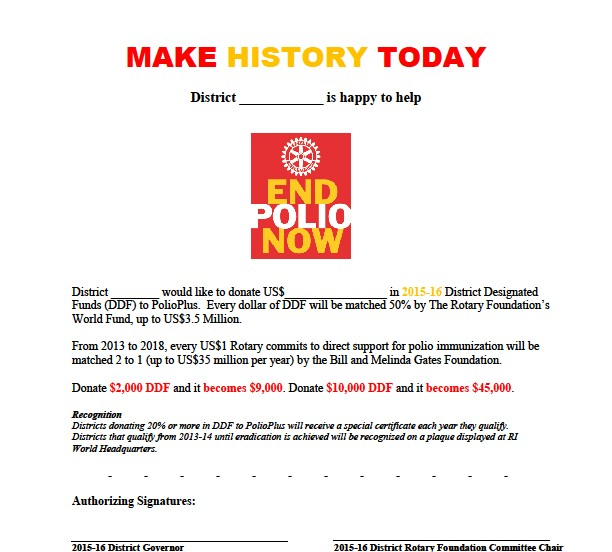 MAKE HISTORY TODAY
District ____________ is happy to help
END
POLIO
NOW
District ________ would like to donate US$________________ in 2015-16 District Designated
Funds (DDF) to PolioPlus. Every dollar of DDF will be matched 50% by The Rotary Foundation's
World Fund, up to US$3.5 Million.
From 2013 to 2018, every US$1 Rotary commits to direct support for polio immunization will be
matched 2 to 1 (up to US$35 million per year) by the Bill and Melinda Gates Foundation.
Donate $2,000 DDF and it becomes $9,000. Donate $10,000 DDF and it becomes $45,000.
Recognition
Districts donating 20% or more in DDF to PolioPlus will receive a special certificate each year they qualify.
Districts that qualify from 2013-14 until eradication is achieved will be recognized on a plaque displayed at RI
World Headquarters.
- - - - - - - - - - - - -
Authorizing Signatures:
2015-16 District Governor 2015-16 District Rotary Foundation Committee Chair